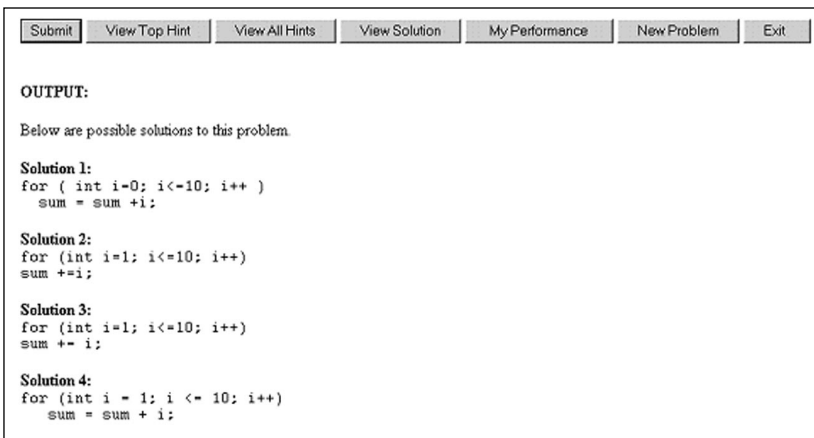 Submit View Top Hint View All Hints View Solution My Performance New Problem Exit
OUTPUT:
Below are possible solutions to this problem.
Solution 1:
for ( int i=0; i<=10; i++ )
sum = sum +i;
Solution 2:
for (int i=1; i<=10; i++)
sum +=i;
Solution 3:
for (int i=1; i<=10; i++)
sum += i;
Solution 4:
for (int i = 1; i <= 10; i++)
sum = sum + i;